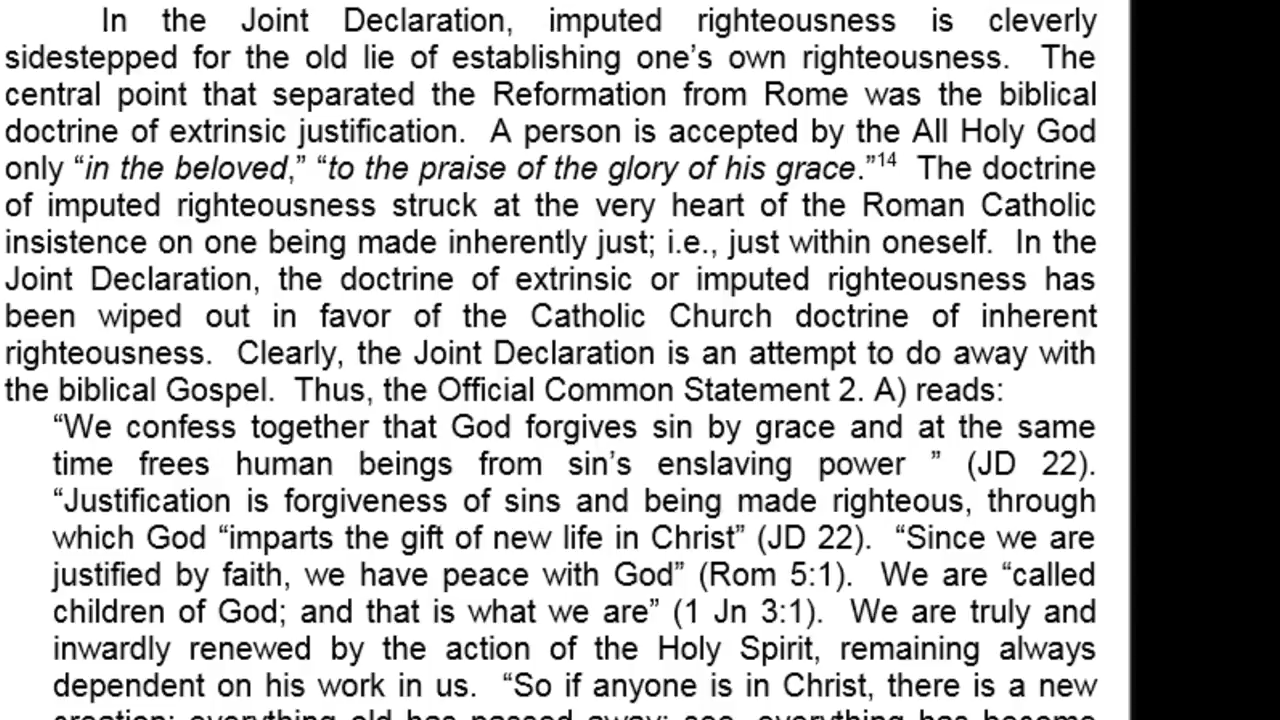 In the Joint Declaration, imputed righteousness is cleverly
sidestepped for the old lie of establishing one’s own righteousness. The
central point that separated the Reformation from Rome was the biblical
doctrine of extrinsic justification. A person is accepted by the All Holy God
only “in the beloved,” “to the praise of the glory of his grace.”14 The doctrine
of imputed righteousness struck at the very heart of the Roman Catholic
insistence on one being made inherently just; i.e., just within oneself. In the
Joint Declaration, the doctrine of extrinsic or imputed righteousness has
been wiped out in favor of the Catholic Church doctrine of inherent
righteousness. Clearly, the Joint Declaration is an attempt to do away with
the biblical Gospel. Thus, the Official Common Statement 2. A) reads:
“We confess together that God forgives sin by grace and at the same
time frees human beings from sin’s enslaving power ” (JD 22).
“Justification is forgiveness of sins and being made righteous, through
which God “imparts the gift of new life in Christ” (JD 22). “Since we are
justified by faith, we have peace with God” (Rom 5:1). We are “called
children of God; and that is what we are” (1 Jn 3:1). We are truly and
inwardly renewed by the action of the Holy Spirit, remaining always
dependent on his work in us. “So if anyone is in Christ, there is a new
creation: everything old has passed away; see, everything has become